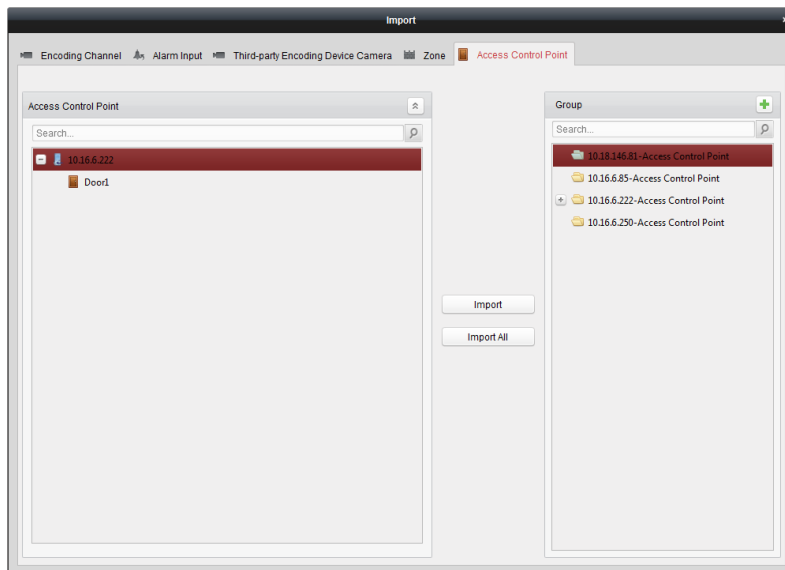 Import
Encoding Channel Alarm Input Third-party Encoding Device Camera Zone Access Control Point
Access Control Point
Search...
10.16.6.222
Door1
Import
Import All
Group
Search...
10.18.146.81-Access Control Point
10.16.6.85-Access Control Point
10.16.6.222-Access Control Point
10.16.6.250-Access Control Point